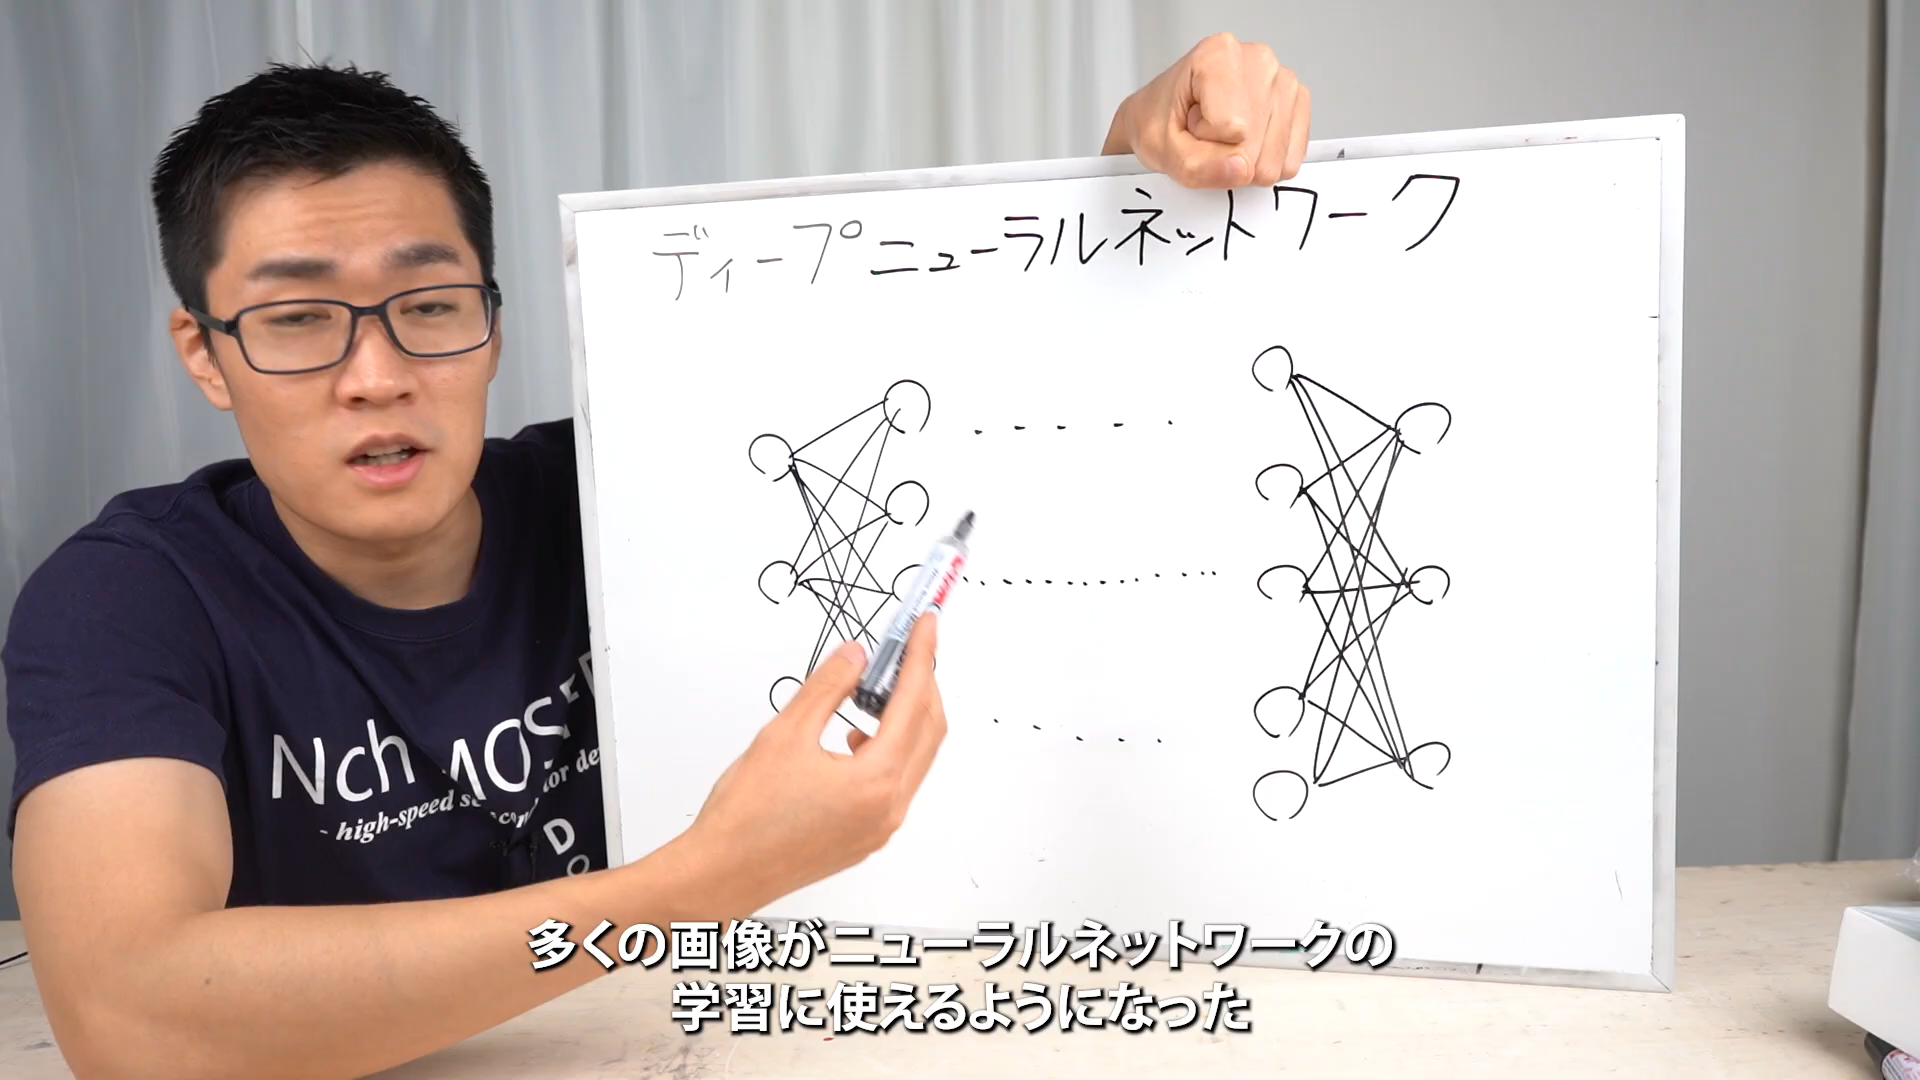 ディープニューラルネットワーク
Nch MOS
- high-speed
多くの画像がニューラルネットワークの
学習に使えるようになった